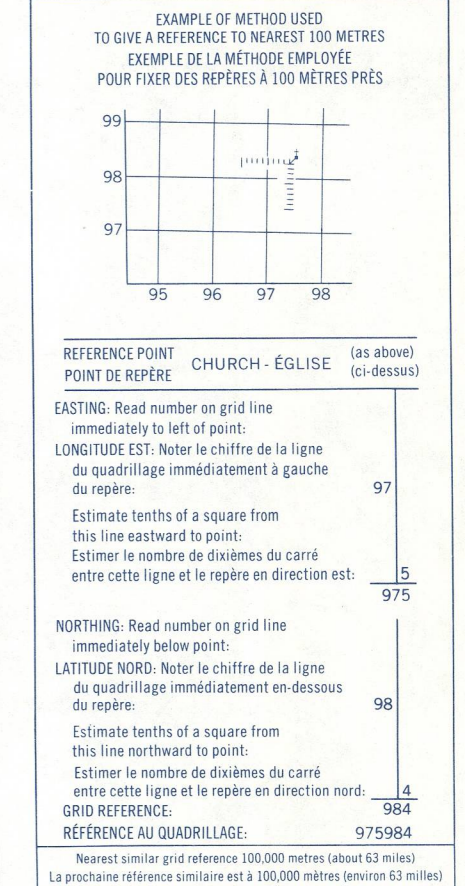 EXAMPLE OF METHOD USED
TO GIVE A REFERENCE TO NEAREST 100 METRES
EXEMPLE DE LA MÉTHODE EMPLOYÉE
POUR FIXER DES REPÈRES À 100 MÈTRES PRÈS
99
98
97
95 96 97 98
REFERENCE POINT
POINT DE REPÈRE
CHURCH - ÉGLISE
(as above)
(ci-dessus)
EASTING: Read number on grid line
immediately to left of point:
LONGITUDE EST: Noter le chiffre de la ligne
du quadrillage immédiatement à gauche
du repère: 97
Estimate tenths of a square from
this line eastward to point:
Estimer le nombre de dixièmes du carré
entre cette ligne et le repère en direction est: 5
975
NORTHING: Read number on grid line
immediately below point:
LATITUDE NORD: Noter le chiffre de la ligne
du quadrillage immédiatement en-dessous
du repère: 98
Estimate tenths of a square from
this line northward to point:
Estimer le nombre de dixièmes du carré
entre cette ligne et le repère en direction nord: 4
GRID REFERENCE: 984
RÉFÉRENCE AU QUADRILLAGE: 975984
Nearest similar grid reference 100,000 metres (about 63 miles)
La prochaine référence similaire est à 100,000 mètres (environ 63 milles)